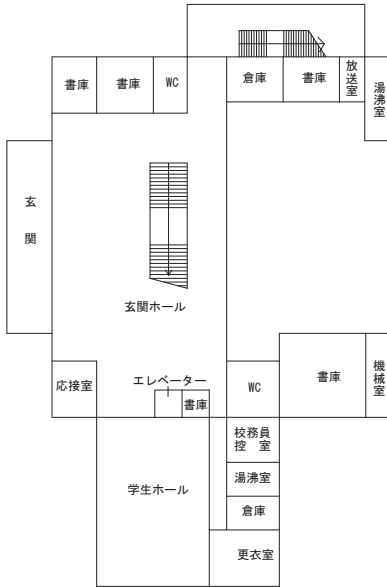 書庫
書庫
WC
倉庫
書庫
放送室
湯沸室
玄関
玄関ホール
応接室
エレベーター
書庫
WC
書庫
機械室
校務員
控 室
湯沸室
倉庫
学生ホール
更衣室